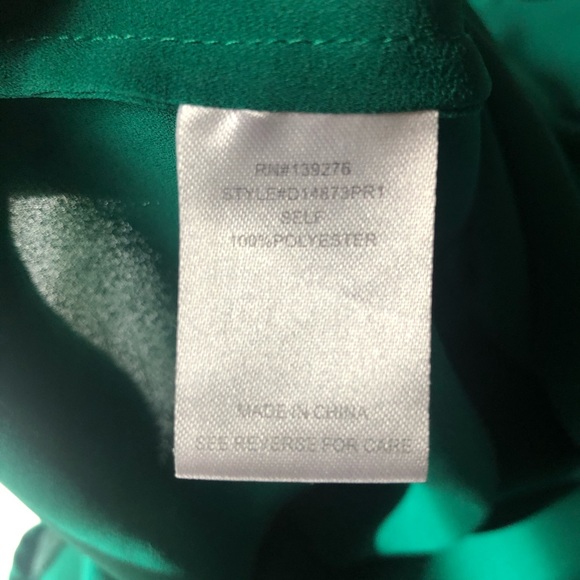 RN#139276
STYLE#D14873PR1
SELF
100%POLYESTER
MADE IN CHINA
SEE REVERSE FOR CARE